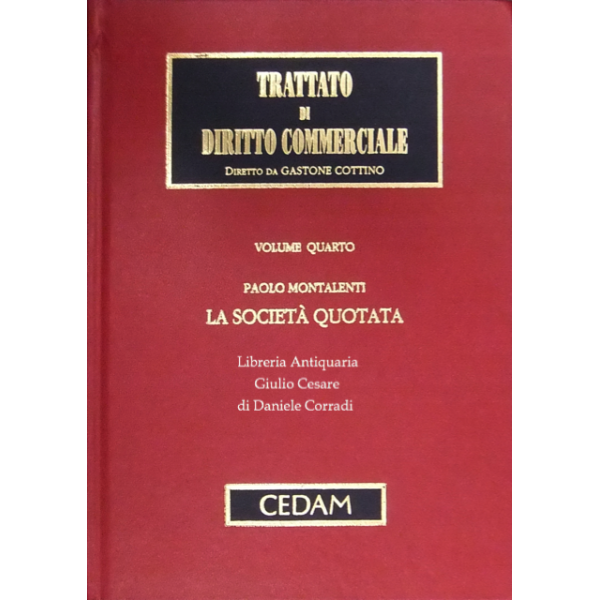 TRATTATO
DI
DIRITTO COMMERCIALE
DIRETTO DA GASTONE COTTINO
VOLUME QUARTO
PAOLO MONTALENTI
LA SOCIETÀ QUOTATA
Libreria Antiquaria
Giulio Cesare
di Daniele Corradi
CEDAM